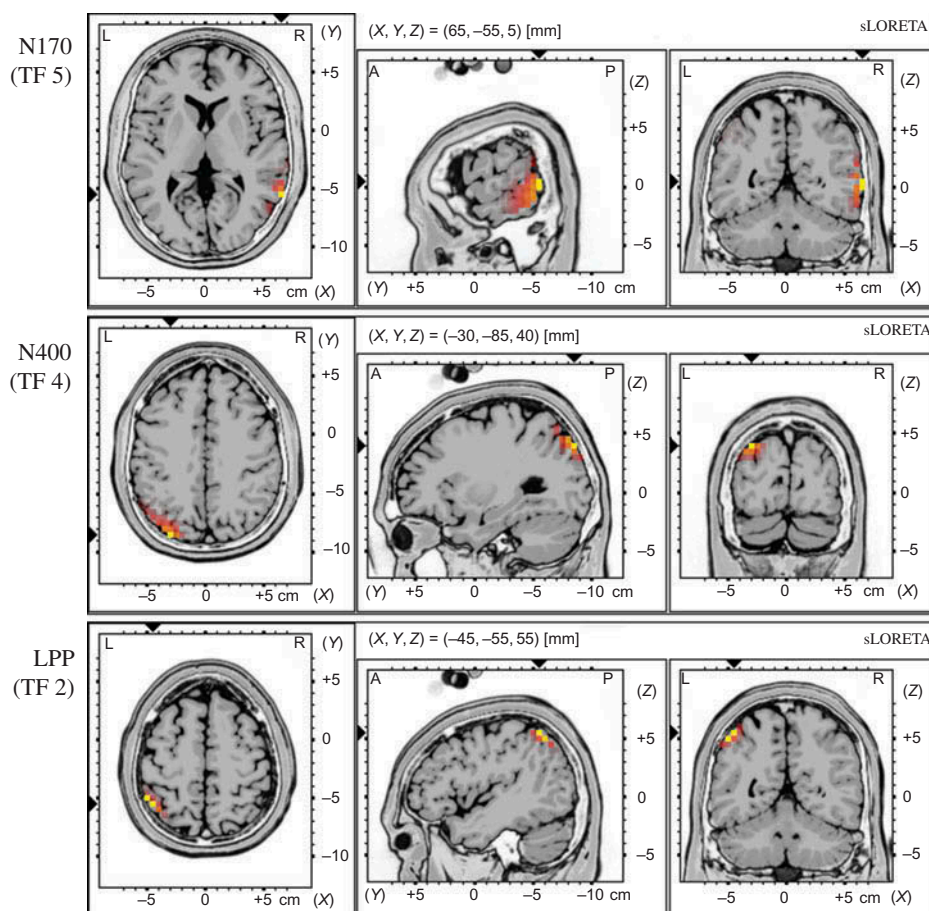 N170
(TF 5)
(X, Y, Z) = (65, –55, 5) [mm]
sLORETA
L R (Y)
+5
0
–5
–10
–5 0 +5 cm (X)
A P (Z)
+5
0
–5
(Y) +5 0 –5 –10 cm
L R (Z)
+5
0
–5
–5 0 +5 cm (X)
N400
(TF 4)
(X, Y, Z) = (–30, –85, 40) [mm]
sLORETA
L R (Y)
+5
0
–5
–10
–5 0 +5 cm (X)
A P (Z)
+5
0
–5
(Y) +5 0 –5 –10 cm
L R (Z)
+5
0
–5
–5 0 +5 cm (X)
LPP
(TF 2)
(X, Y, Z) = (–45, –55, 55) [mm]
sLORETA
L R (Y)
+5
0
–5
–10
–5 0 +5 cm (X)
A P (Z)
+5
0
–5
(Y) +5 0 –5 –10 cm
L R (Z)
+5
0
–5
–5 0 +5 cm (X)